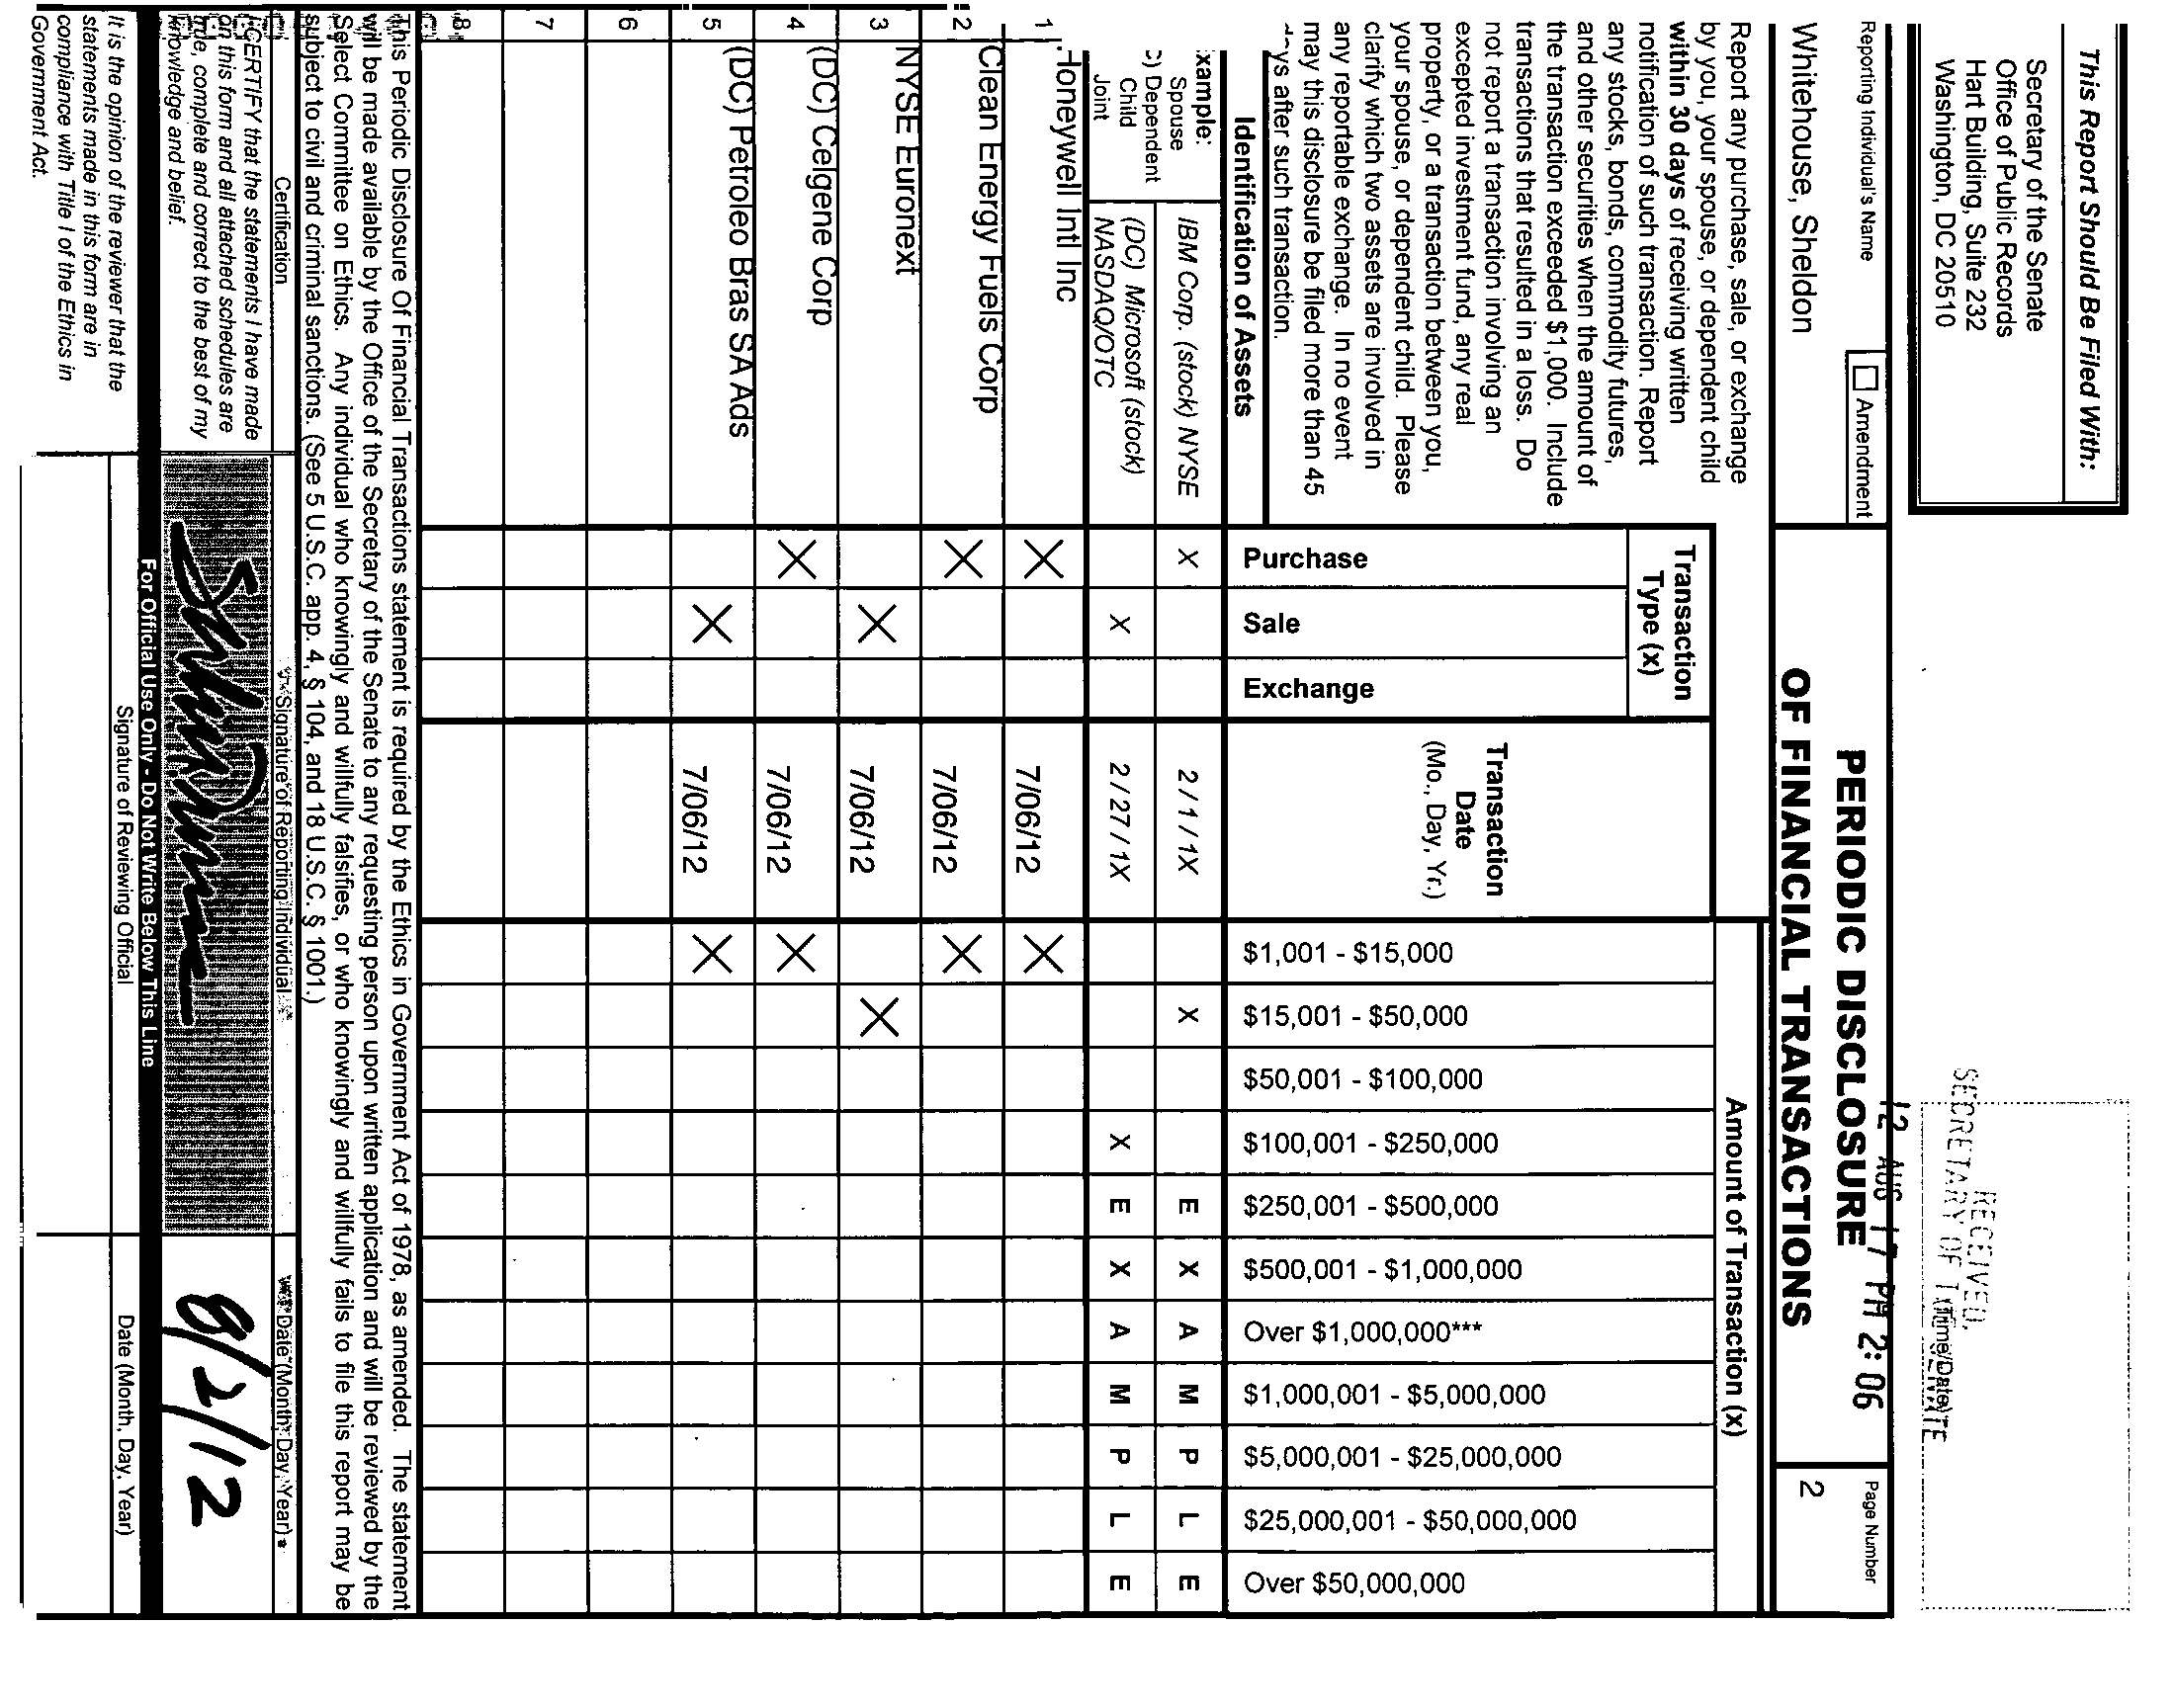 This Report Should Be Filed With:
Secretary of the Senate
Office of Public Records
Hart Building, Suite 232
Washington, DC 20510
RECEIVED,
SECRETARY OF
(Time/Date)
12 AUG 17 PM 2:06
Reporting Individual's Name
☐ Amendment
Whitehouse, Sheldon
PERIODIC DISCLOSURE
OF FINANCIAL TRANSACTIONS
Page Number
2
Report any purchase, sale, or exchange
by you, your spouse, or dependent child
within 30 days of receiving written
notification of such transaction. Report
any stocks, bonds, commodity futures,
and other securities when the amount of
the transaction exceeded $1,000. Include
transactions that resulted in a loss. Do
not report a transaction involving an
excepted investment fund, any real
property, or a transaction between you,
your spouse, or dependent child. Please
clarify which two assets are involved in
any reportable exchange. In no event
may this disclosure be filed more than 45
ys after such transaction.
Identification of Assets
Transaction
Type (x)
Purchase
Sale
Exchange
Transaction
Date
(Mo., Day, Yr.)
Amount of Transaction (x)
$1,001 - $15,000
$15,001 - $50,000
$50,001 - $100,000
$100,001 - $250,000
$250,001 - $500,000
$500,001 - $1,000,000
Over $1,000,000***
$1,000,001 - $5,000,000
$5,000,001 - $25,000,000
$25,000,001 - $50,000,000
Over $50,000,000
xample:
Spouse
C) Dependent
Child
Joint
IBM Corp. (stock) NYSE X 2/1/1X X E X A M P L E
(DC) Microsoft (stock)
NASDAQ/OTC X 2/27/1X X E X A M P L E
1 Honeywell Intl Inc X 7/06/12 X
2 Clean Energy Fuels Corp X 7/06/12 X
3 NYSE Euronext X 7/06/12 X
4 (DC) Celgene Corp X 7/06/12 X
5 (DC) Petroleo Bras SA Ads X 7/06/12 X
6
7
8
This Periodic Disclosure Of Financial Transactions statement is required by the Ethics in Government Act of 1978, as amended. The statement
will be made available by the Office of the Secretary of the Senate to any requesting person upon written application and will be reviewed by the
Select Committee on Ethics. Any individual who knowingly and willfully falsifies, or who knowingly and willfully fails to file this report may be
subject to civil and criminal sanctions. (See 5 U.S.C. app. 4, § 104, and 18 U.S.C. § 1001.)
Certification
Signature of Reporting Individual
Date (Month, Day, Year)
I CERTIFY that the statements I have made
on this form and all attached schedules are
true, complete and correct to the best of my
knowledge and belief.
8/2/12
For Official Use Only - Do Not Write Below This Line
It is the opinion of the reviewer that the
statements made in this form are in
compliance with Title I of the Ethics in
Government Act.
Signature of Reviewing Official
Date (Month, Day, Year)